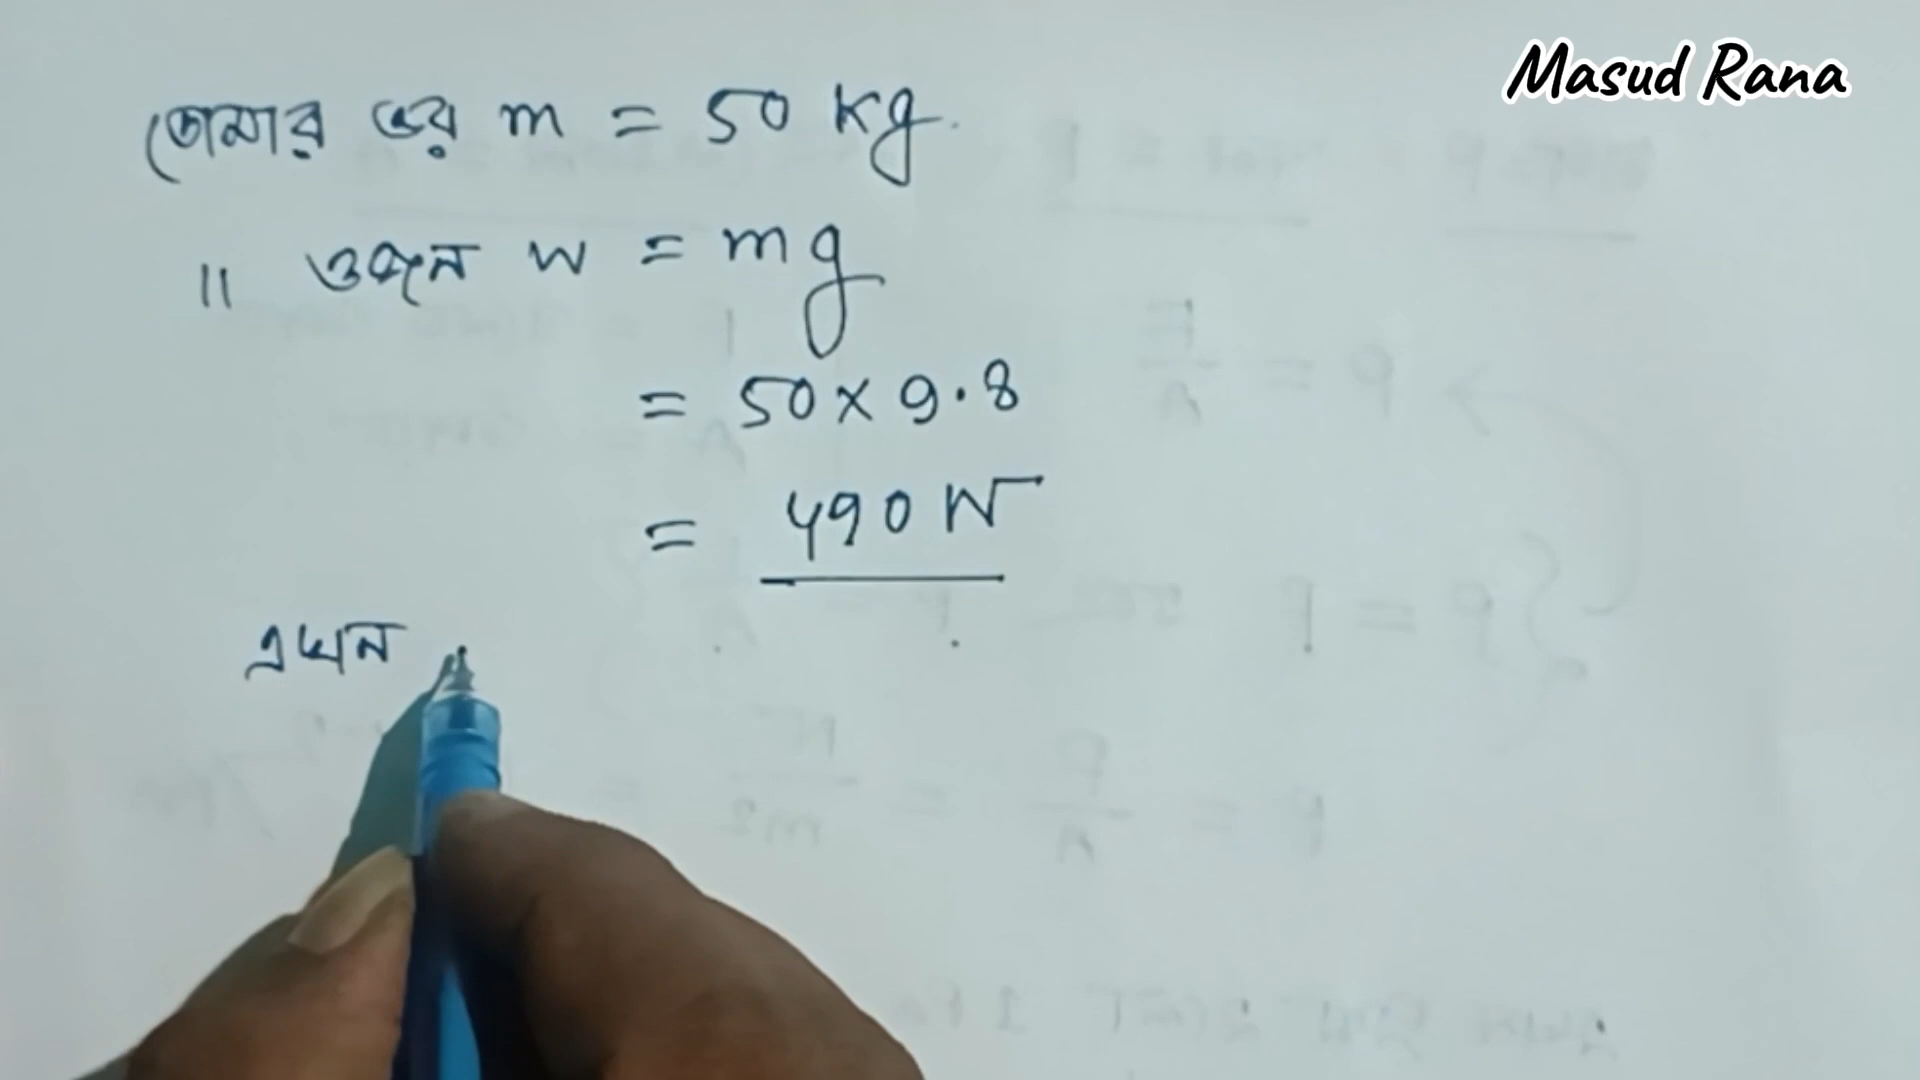 Masud Rana
তোমার ভর m = 50 kg.
" ওজন w = mg
= 50 × 9.8
= 490 N
এখন